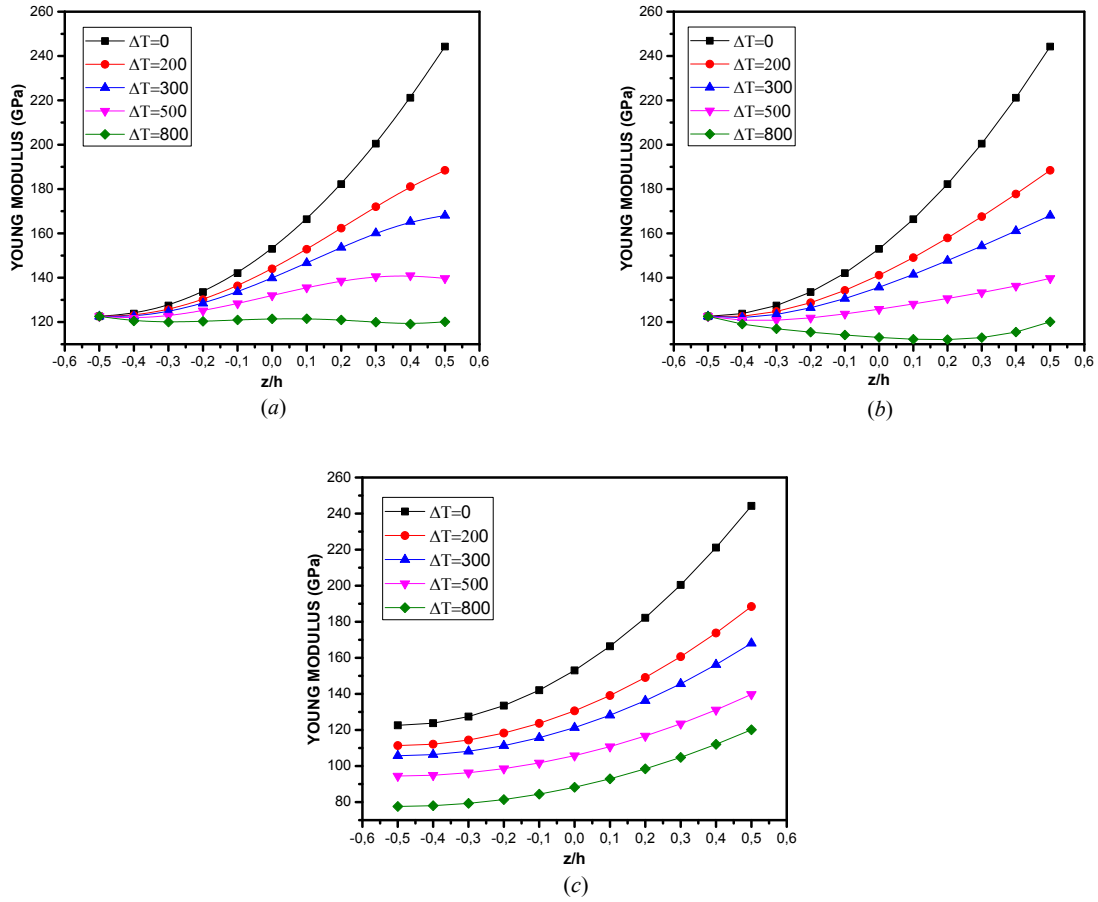 260
240
220
200
180
160
140
120
YOUNG MODULUS (GPa)
ΔT=0
ΔT=200
ΔT=300
ΔT=500
ΔT=800
-0,6 -0,5 -0,4 -0,3 -0,2 -0,1 0,0 0,1 0,2 0,3 0,4 0,5 0,6
z/h
(a)
260
240
220
200
180
160
140
120
YOUNG MODULUS (GPa)
ΔT=0
ΔT=200
ΔT=300
ΔT=500
ΔT=800
-0,6 -0,5 -0,4 -0,3 -0,2 -0,1 0,0 0,1 0,2 0,3 0,4 0,5 0,6
z/h
(b)
260
240
220
200
180
160
140
120
100
80
YOUNG MODULUS (GPa)
ΔT=0
ΔT=200
ΔT=300
ΔT=500
ΔT=800
-0,6 -0,5 -0,4 -0,3 -0,2 -0,1 0,0 0,1 0,2 0,3 0,4 0,5 0,6
z/h
(c)